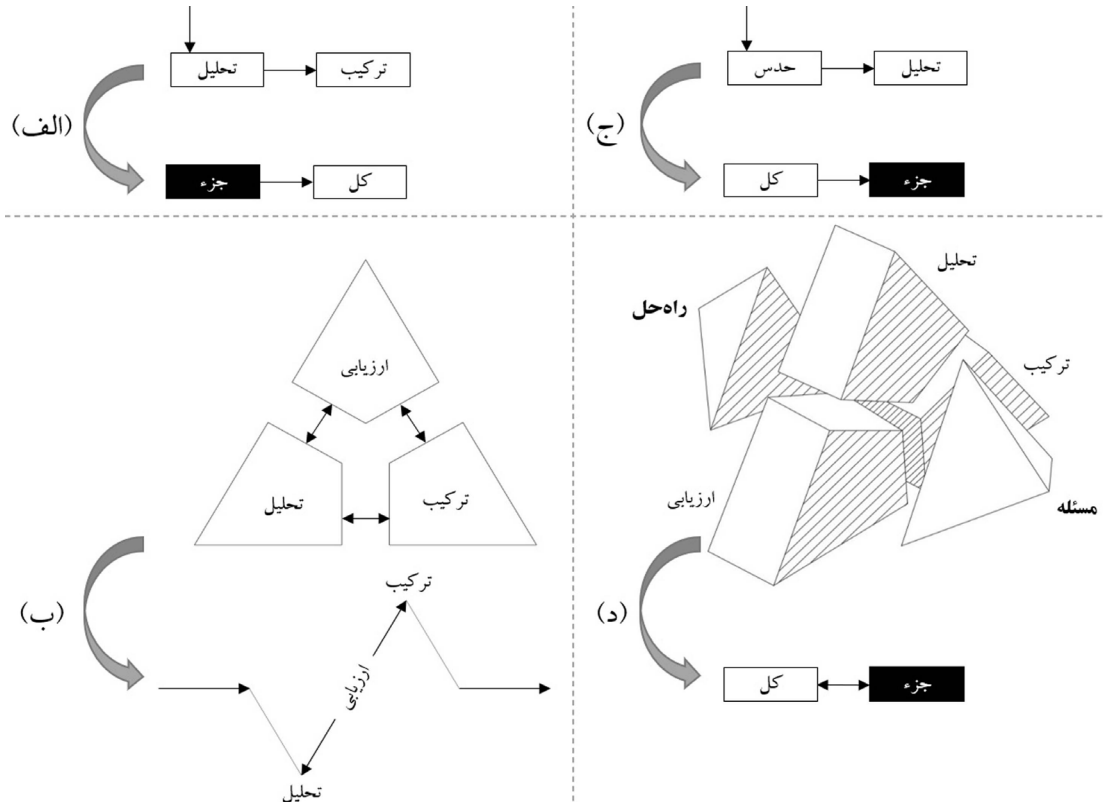 تحلیل
ترکیب
(الف)
جزء
کل
حدس
تحلیل
(ج)
کل
جزء
ارزیابی
تحلیل
ترکیب
(ب)
ترکیب
ارزیابی
تحلیل
تحلیل
راه‌حل
ترکیب
ارزیابی
مسئله
(د)
کل
جزء